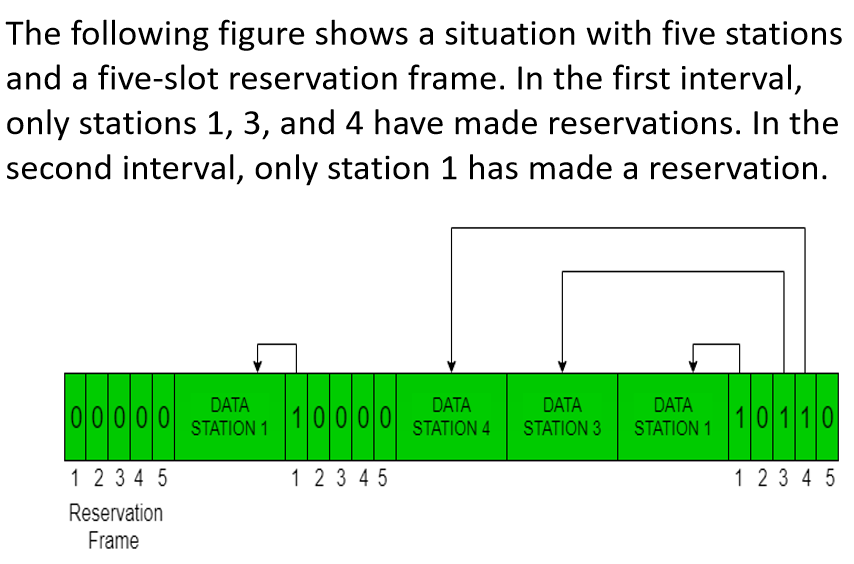 The following figure shows a situation with five stations
and a five-slot reservation frame. In the first interval,
only stations 1, 3, and 4 have made reservations. In the
second interval, only station 1 has made a reservation.
0 0 0 0 0
DATA
STATION 1
1 0 0 0 0
DATA
STATION 4
DATA
STATION 3
DATA
STATION 1
1 0 1 1 0
1 2 3 4 5
1 2 3 4 5
1 2 3 4 5
Reservation
Frame